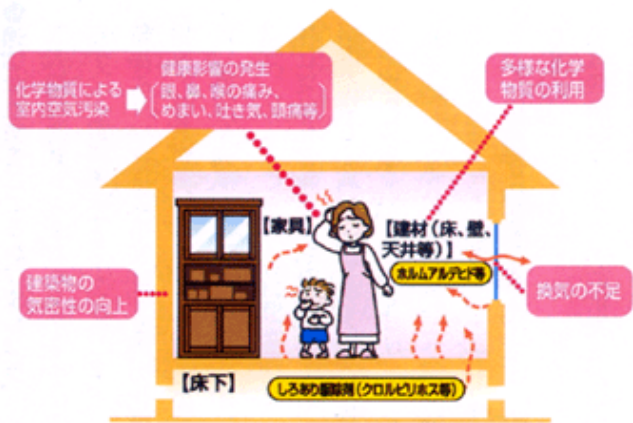 健康影響の発生
化学物質による
室内空気汚染
眼、鼻、喉の痛み、
めまい、吐き気、頭痛等
多様な化学
物質の利用
【家具】
【建材(床、壁、
天井等)】
ホルムアルデヒド等
建築物の
気密性の向上
換気の不足
【床下】
しろあり駆除剤(クロルピリホス等)